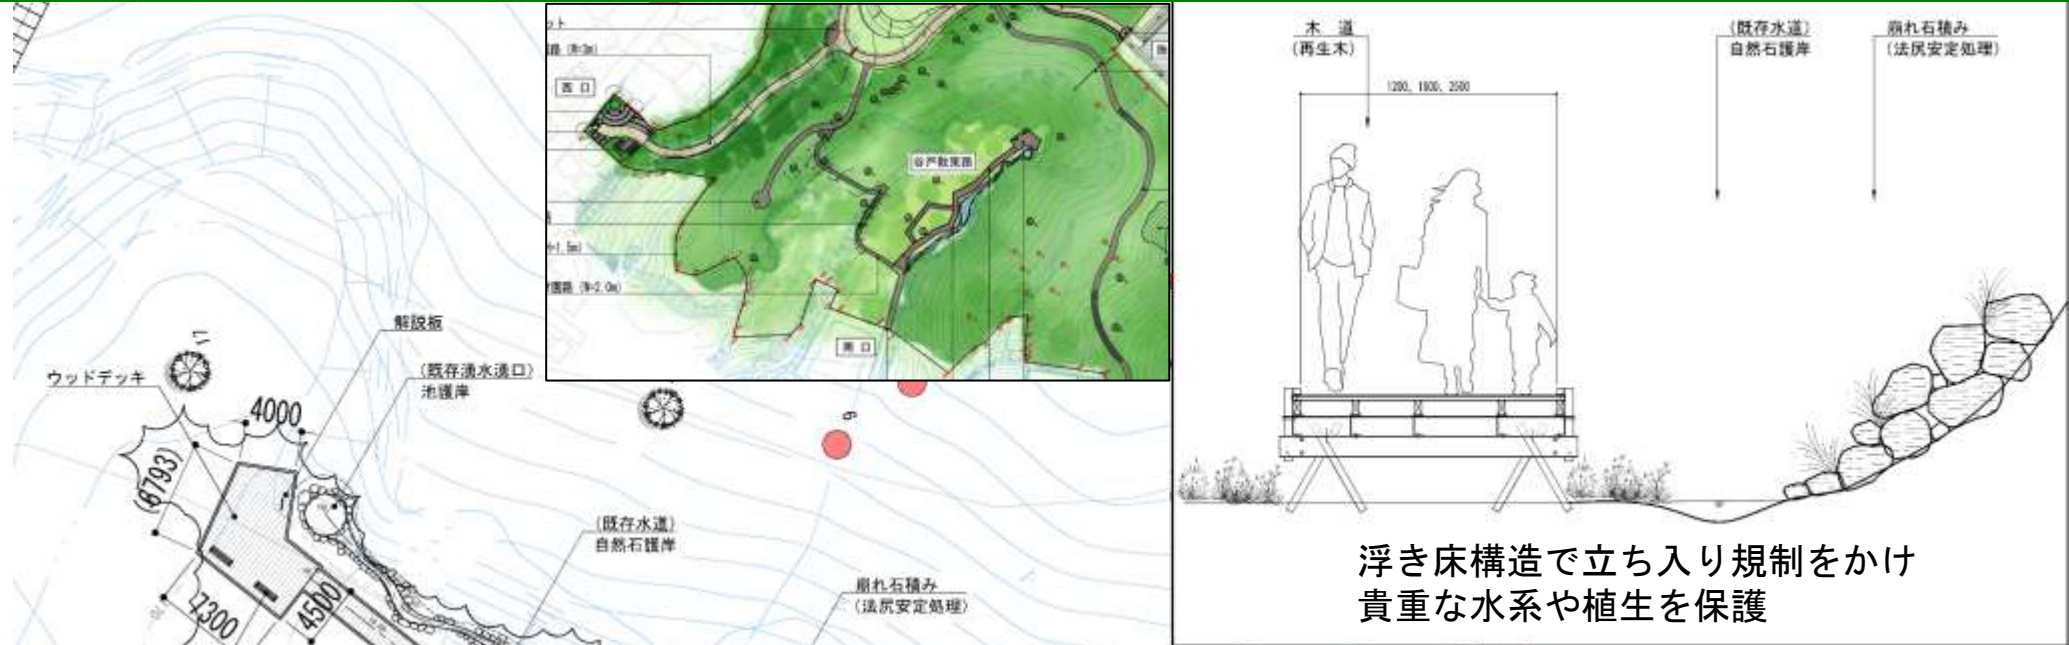 解説板
(既存湧水湧口)
池護岸
ウッドデッキ
4000
(8793)
7300
4500
(既存水道)
自然石護岸
崩れ石積み
(法尻安定処理)
西口
谷戸散策路
南口
木 道
(再生木)
(既存水道)
自然石護岸
崩れ石積み
(法尻安定処理)
浮き床構造で立ち入り規制をかけ
貴重な水系や植生を保護